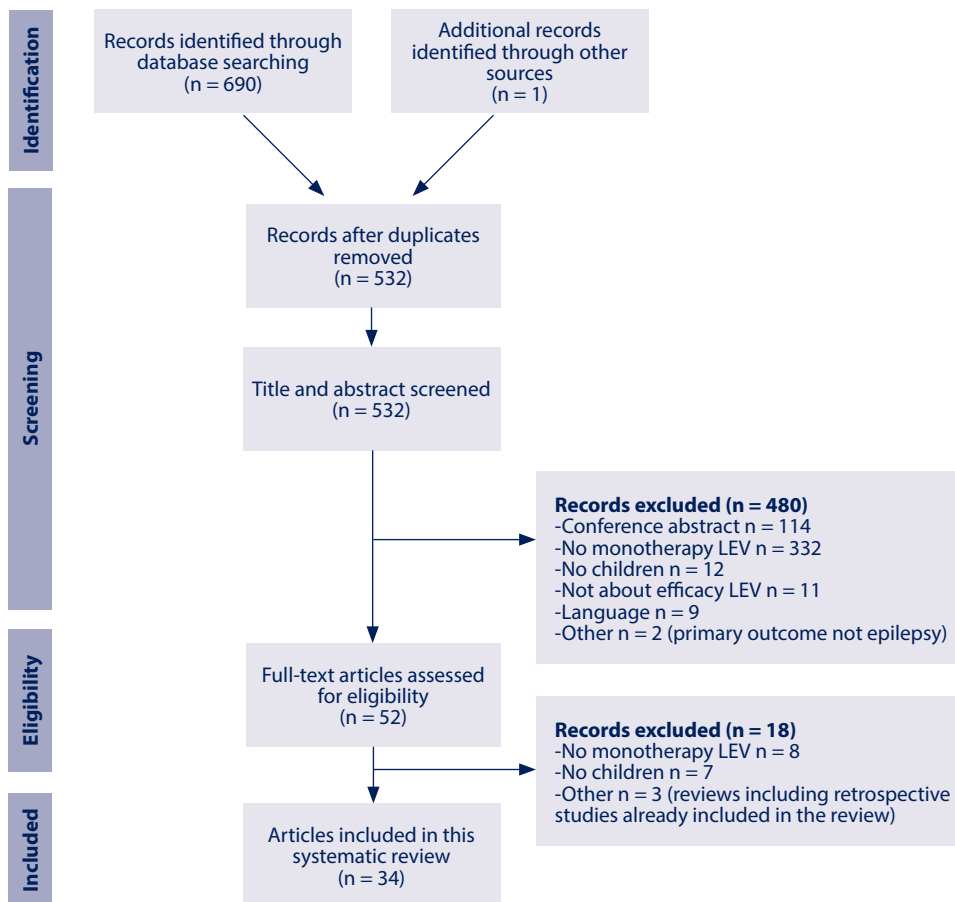 Identification
Records identified through
database searching
(n = 690)
Additional records
identified through other
sources
(n = 1)
Screening
Records after duplicates
removed
(n = 532)
Title and abstract screened
(n = 532)
Records excluded (n = 480)
-Conference abstract n = 114
-No monotherapy LEV n = 332
-No children n = 12
-Not about efficacy LEV n = 11
-Language n = 9
-Other n = 2 (primary outcome not epilepsy)
Eligibility
Full-text articles assessed
for eligibility
(n = 52)
Records excluded (n = 18)
-No monotherapy LEV n = 8
-No children n = 7
-Other n = 3 (reviews including retrospective
studies already included in the review)
Included
Articles included in this
systematic review
(n = 34)